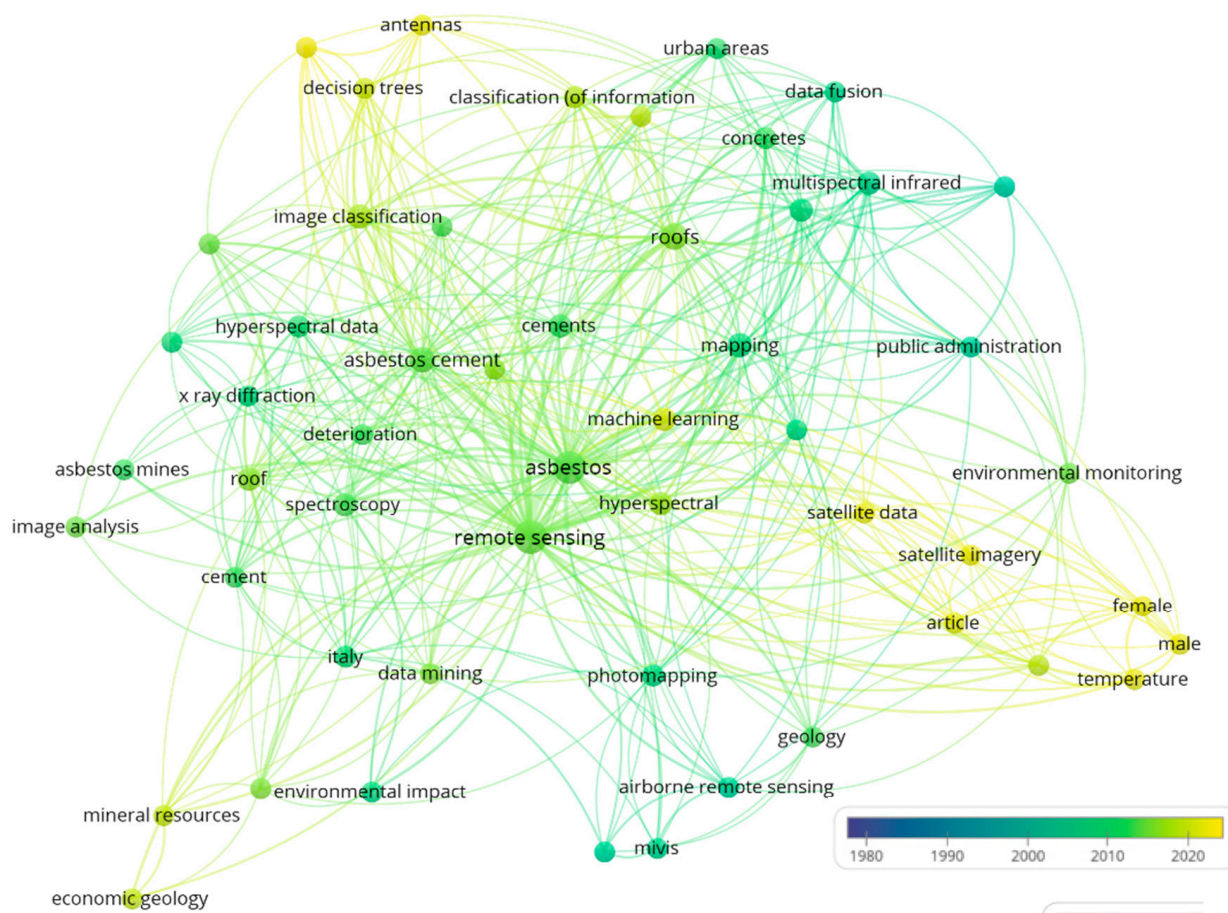 antennas
urban areas
decision trees
classification (of information
data fusion
concretes
multispectral infrared
image classification
roofs
hyperspectral data
cements
mapping
public administration
asbestos cement
x ray diffraction
machine learning
deterioration
asbestos mines
asbestos
environmental monitoring
roof
spectroscopy
hyperspectral
satellite data
image analysis
remote sensing
satellite imagery
cement
female
article
male
italy
data mining
photomapping
temperature
geology
environmental impact
airborne remote sensing
mineral resources
mivis
economic geology
1980 1990 2000 2010 2020